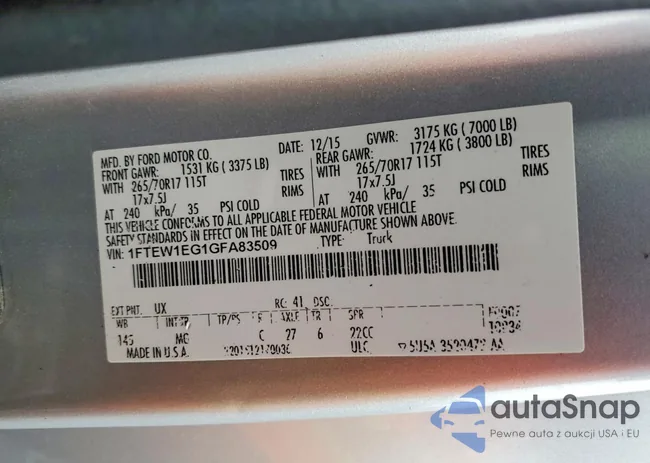 MFD. BY FORD MOTOR CO. DATE: 12/15 GVWR: 3175 KG ( 7000 LB)
FRONT GAWR: 1531 KG ( 3375 LB) REAR GAWR: 1724 KG ( 3800 LB)
WITH 265/70R17 115T TIRES WITH 265/70R17 115T TIRES
17x7.5J RIMS 17x7.5J RIMS
AT 240 kPa/ 35 PSI COLD AT 240 kPa/ 35 PSI COLD
THIS VEHICLE CONFORMS TO ALL APPLICABLE FEDERAL MOTOR VEHICLE
SAFETY STANDARDS IN EFFECT ON THE DATE OF MANUFACTURE SHOWN ABOVE.
VIN: 1FTEW1EG1GFA83509 TYPE: Truck
EXT PNT: UX RC: 41 DSC:
WB INT TR TP/PS R AXLE TR SPR
145 MG C 27 6 22CC
MADE IN U.S.A. ULC
autaSnap
Pewne auta z aukcji USA i EU